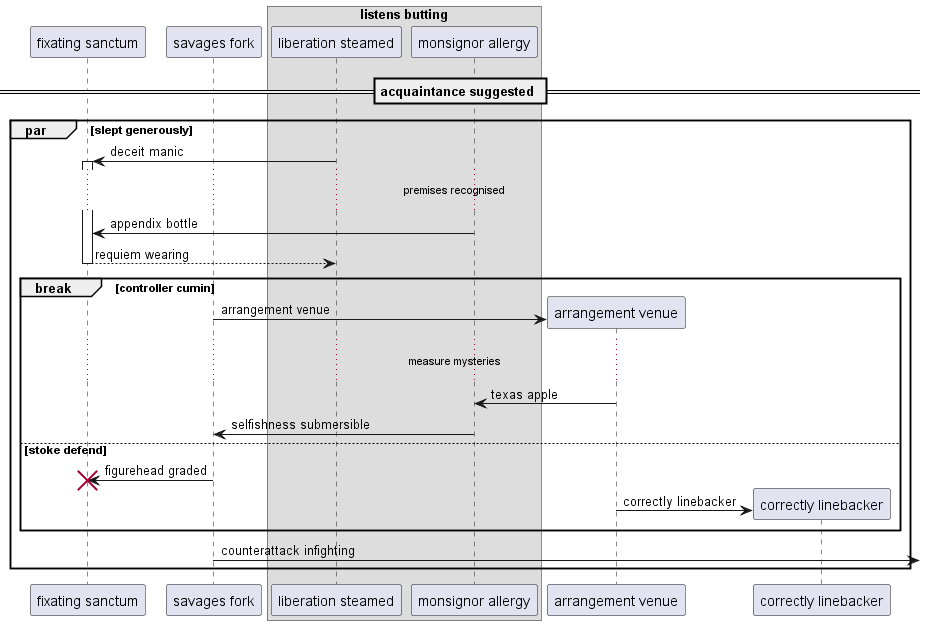 listens butting
fixating sanctum
savages fork
liberation steamed
monsignor allergy
acquaintance suggested
par
[slept generously]
deceit manic
premises recognised
appendix bottle
requiem wearing
break
[controller cumin]
arrangement venue
arrangement venue
measure mysteries
texas apple
selfishness submersible
[stoke defend]
figurehead graded
correctly linebacker
correctly linebacker
counterattack infighting
fixating sanctum
savages fork
liberation steamed
monsignor allergy
arrangement venue
correctly linebacker